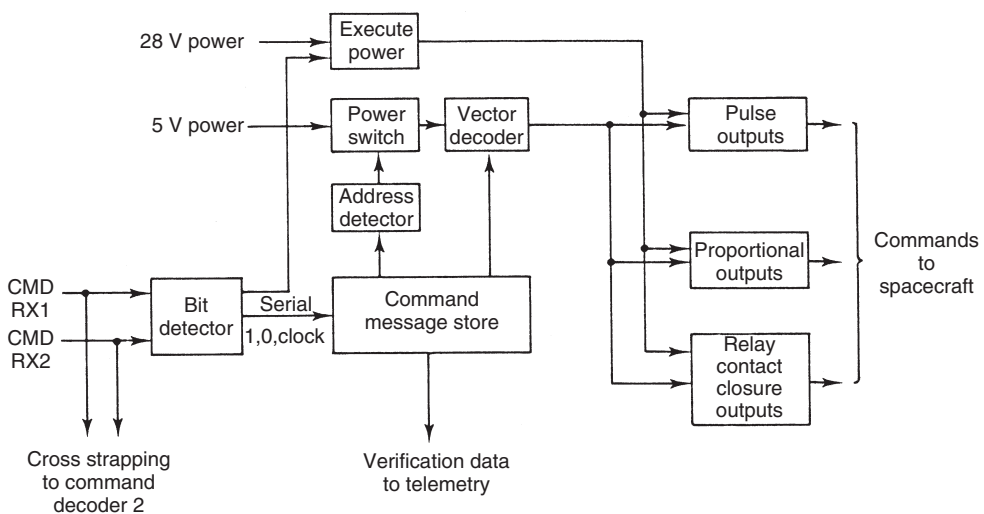 28 V power
Execute
power
5 V power
Power
switch
Vector
decoder
Pulse
outputs
Address
detector
Proportional
outputs
Commands
to
spacecraft
CMD
RX1
CMD
RX2
Bit
detector
Serial
1,0,clock
Command
message store
Relay
contact
closure
outputs
Cross strapping
to command
decoder 2
Verification data
to telemetry